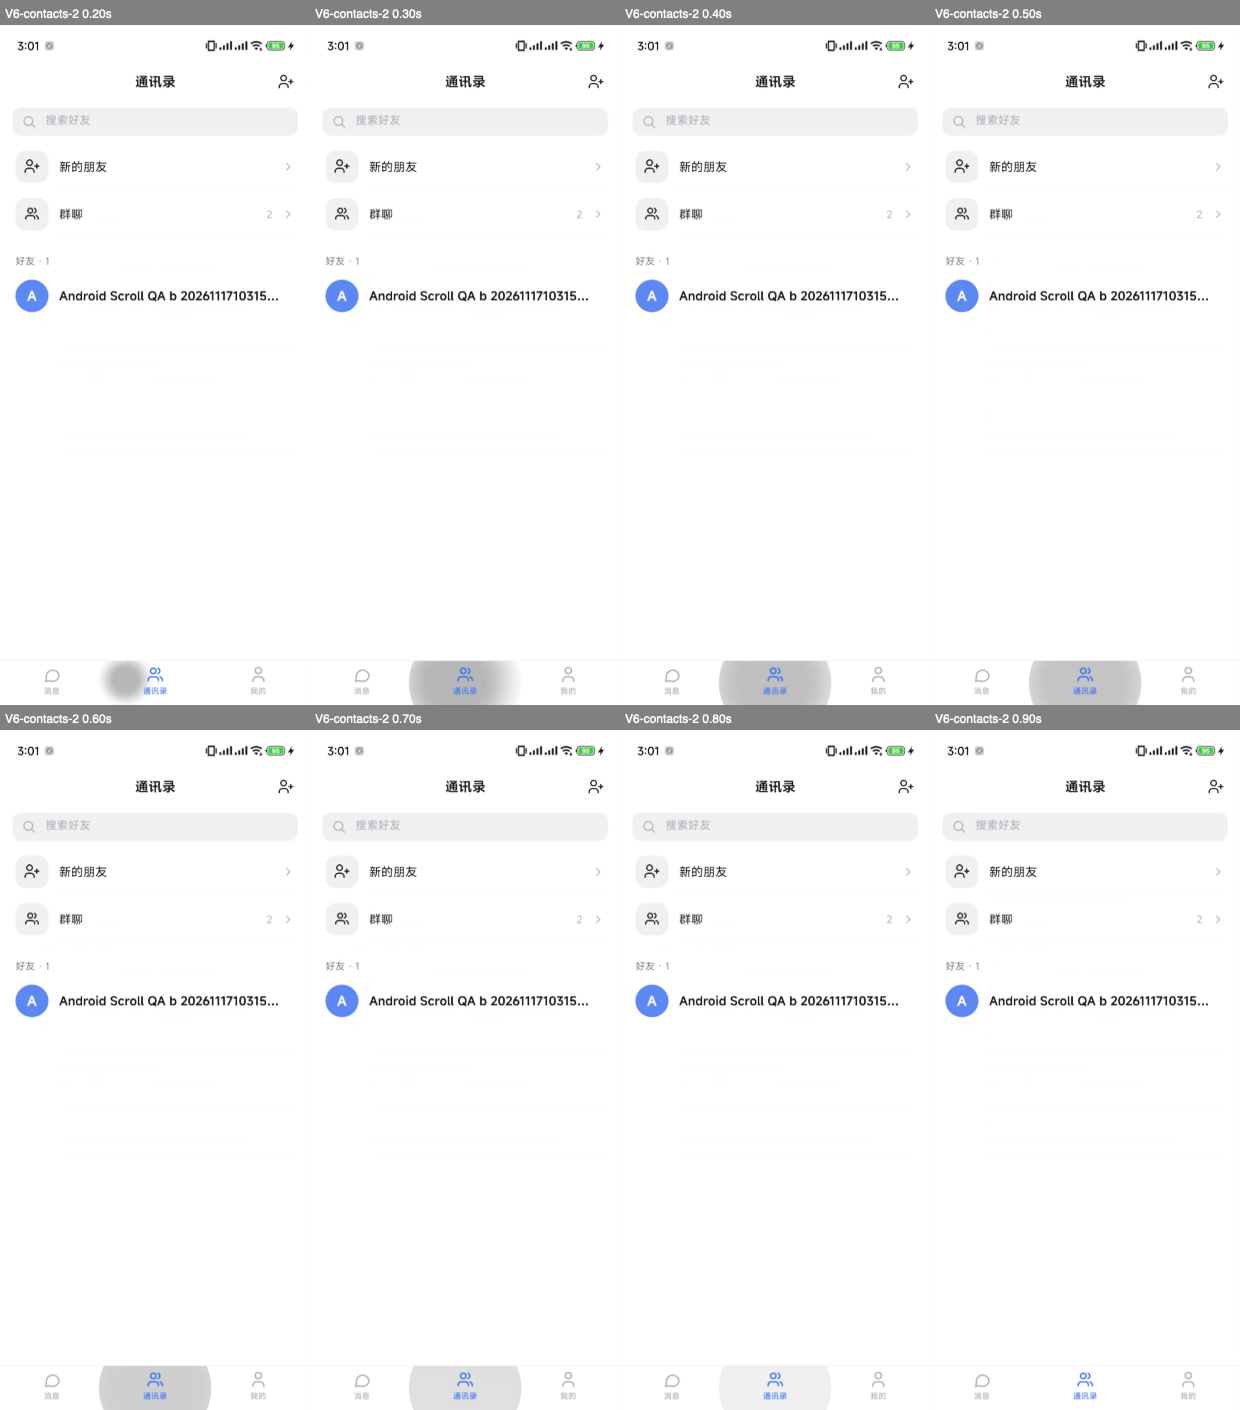 V6-contacts-2 0.20s
3:01
96
通讯录
搜索好友
新的朋友
群聊 2
好友 · 1
A Android Scroll QA b 2026111710315...
消息 通讯录 我的
V6-contacts-2 0.30s
3:01
96
通讯录
搜索好友
新的朋友
群聊 2
好友 · 1
A Android Scroll QA b 2026111710315...
消息 通讯录 我的
V6-contacts-2 0.40s
3:01
96
通讯录
搜索好友
新的朋友
群聊 2
好友 · 1
A Android Scroll QA b 2026111710315...
消息 通讯录 我的
V6-contacts-2 0.50s
3:01
96
通讯录
搜索好友
新的朋友
群聊 2
好友 · 1
A Android Scroll QA b 2026111710315...
消息 通讯录 我的
V6-contacts-2 0.60s
3:01
96
通讯录
搜索好友
新的朋友
群聊 2
好友 · 1
A Android Scroll QA b 2026111710315...
消息 通讯录 我的
V6-contacts-2 0.70s
3:01
96
通讯录
搜索好友
新的朋友
群聊 2
好友 · 1
A Android Scroll QA b 2026111710315...
消息 通讯录 我的
V6-contacts-2 0.80s
3:01
96
通讯录
搜索好友
新的朋友
群聊 2
好友 · 1
A Android Scroll QA b 2026111710315...
消息 通讯录 我的
V6-contacts-2 0.90s
3:01
96
通讯录
搜索好友
新的朋友
群聊 2
好友 · 1
A Android Scroll QA b 2026111710315...
消息 通讯录 我的